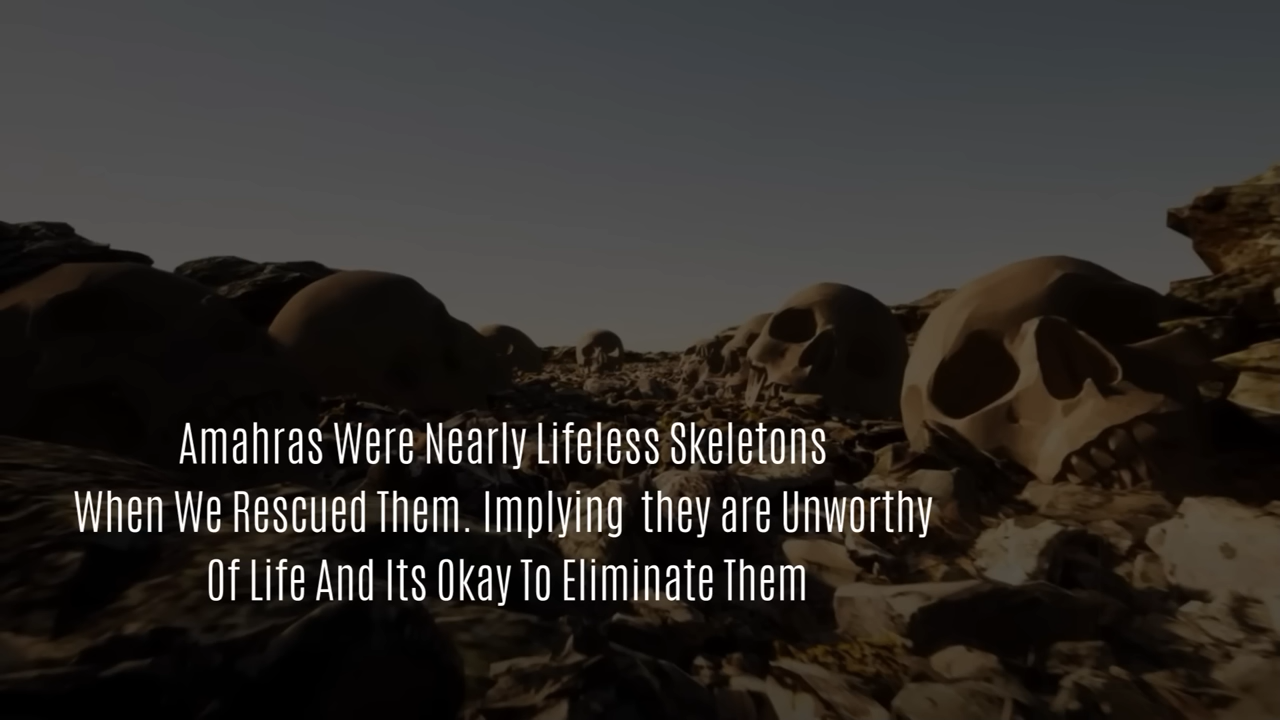 Amahras Were Nearly Lifeless Skeletons
When We Rescued Them. Implying they are Unworthy
Of Life And Its Okay To Eliminate Them